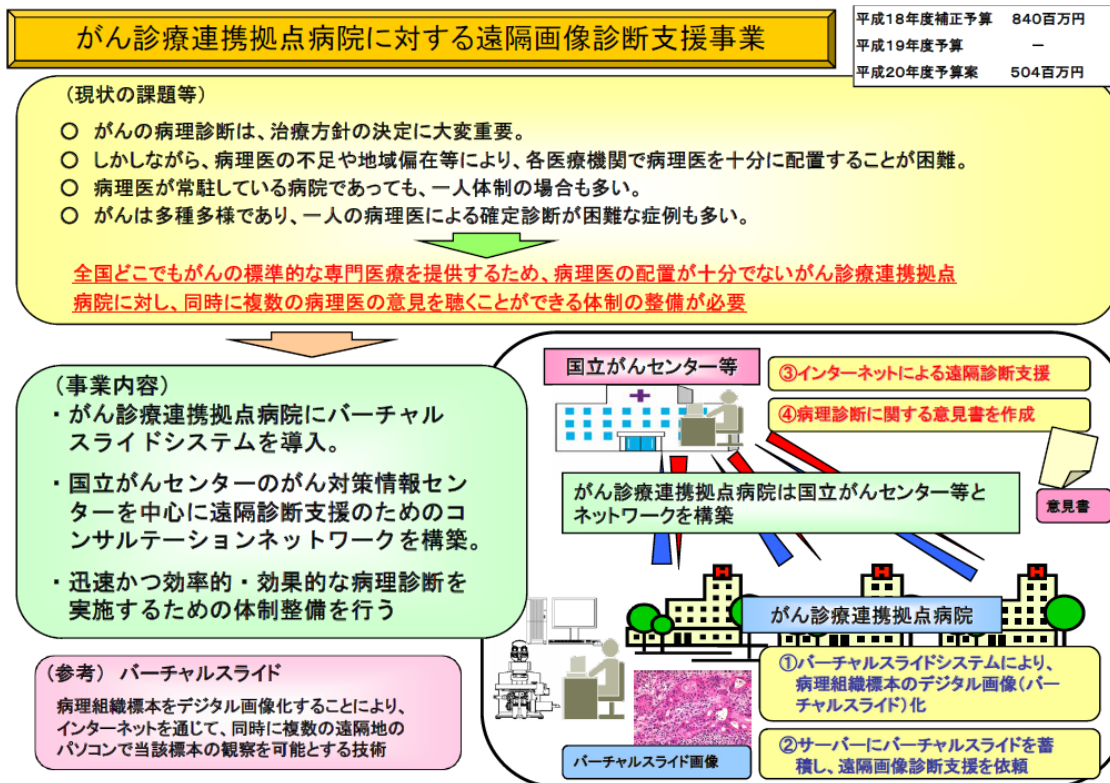 がん診療連携拠点病院に対する遠隔画像診断支援事業
平成18年度補正予算 840百万円
平成19年度予算 −
平成20年度予算案 504百万円
（現状の課題等）
○ がんの病理診断は、治療方針の決定に大変重要。
○ しかしながら、病理医の不足や地域偏在等により、各医療機関で病理医を十分に配置することが困難。
○ 病理医が常駐している病院であっても、一人体制の場合も多い。
○ がんは多種多様であり、一人の病理医による確定診断が困難な症例も多い。
全国どこでもがんの標準的な専門医療を提供するため、病理医の配置が十分でないがん診療連携拠点
病院に対し、同時に複数の病理医の意見を聴くことができる体制の整備が必要
（事業内容）
・がん診療連携拠点病院にバーチャル
スライドシステムを導入。
・国立がんセンターのがん対策情報セン
ターを中心に遠隔診断支援のためのコ
ンサルテーションネットワークを構築。
・迅速かつ効率的・効果的な病理診断を
実施するための体制整備を行う
（参考） バーチャルスライド
病理組織標本をデジタル画像化することにより、
インターネットを通じて、同時に複数の遠隔地の
パソコンで当該標本の観察を可能とする技術
国立がんセンター等
③インターネットによる遠隔診断支援
④病理診断に関する意見書を作成
意見書
がん診療連携拠点病院は国立がんセンター等と
ネットワークを構築
H
H
H
がん診療連携拠点病院
①バーチャルスライドシステムにより、
病理組織標本のデジタル画像（バー
チャルスライド）化
②サーバーにバーチャルスライドを蓄
積し、遠隔画像診断支援を依頼
バーチャルスライド画像